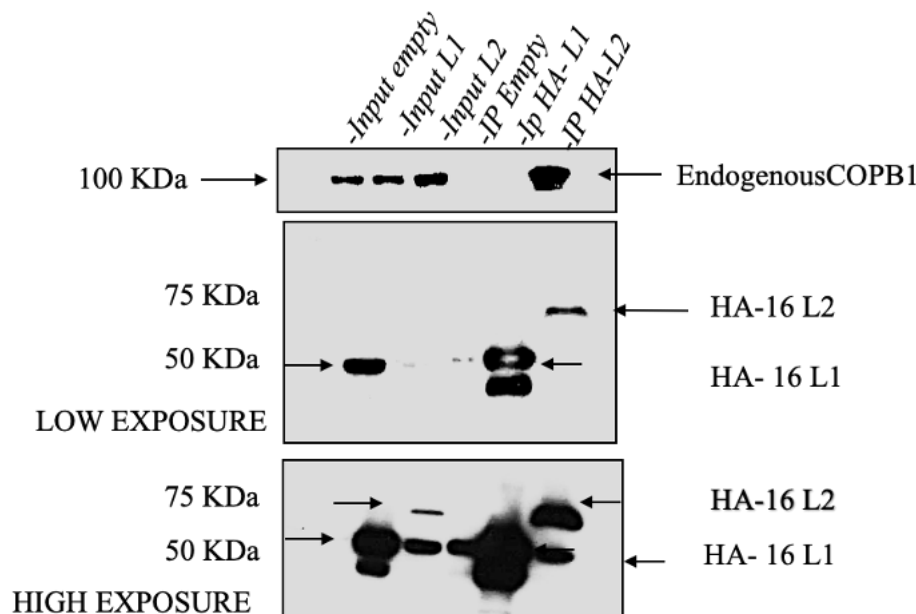 -Input empty
-Input L1
-Input L2
-IP Empty
-Ip HA- L1
-IP HA-L2
100 KDa
EndogenousCOPB1
75 KDa
HA-16 L2
50 KDa
HA- 16 L1
LOW EXPOSURE
75 KDa
HA-16 L2
50 KDa
HA- 16 L1
HIGH EXPOSURE